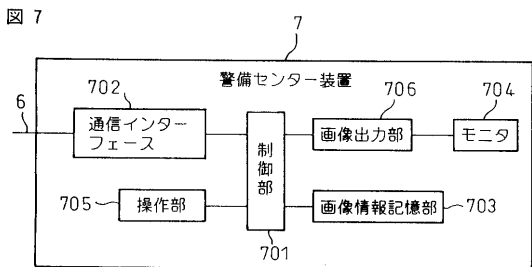 図 7
7
警備センター装置
702
706
704
6
通信インター
フェース
制御部
画像出力部
モニタ
705
操作部
画像情報記憶部
703
701